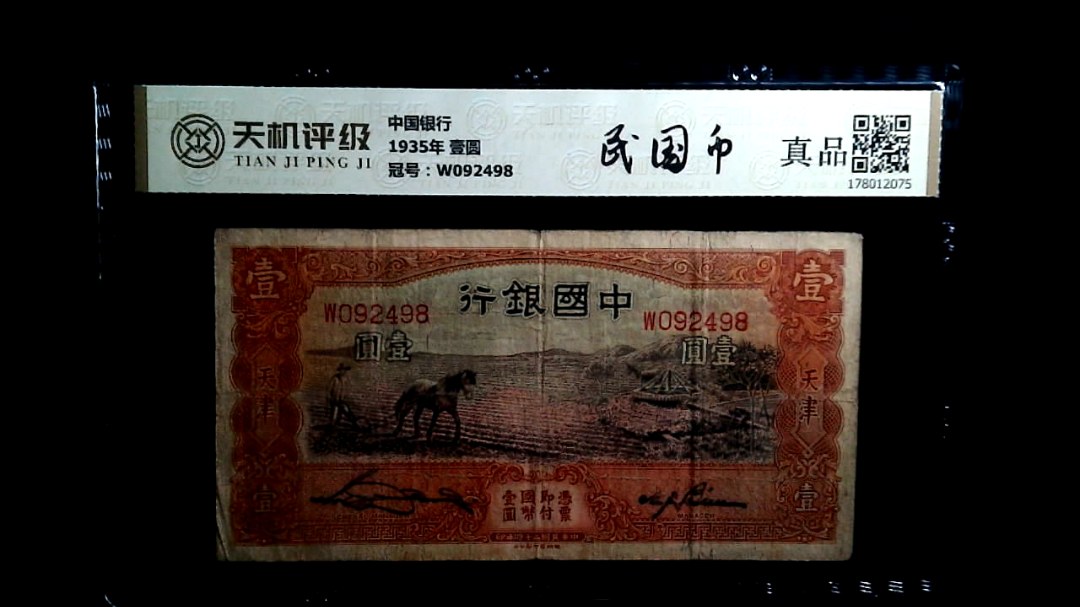 天机评级
TIAN JI PING JI
中国银行
1935年 壹圆
冠号：W092498
民国币
真品
178012075
壹
壹
行銀國中
W092498
W092498
圓壹
圓壹
天津
天津
憑票即付國幣壹圓
壹
壹